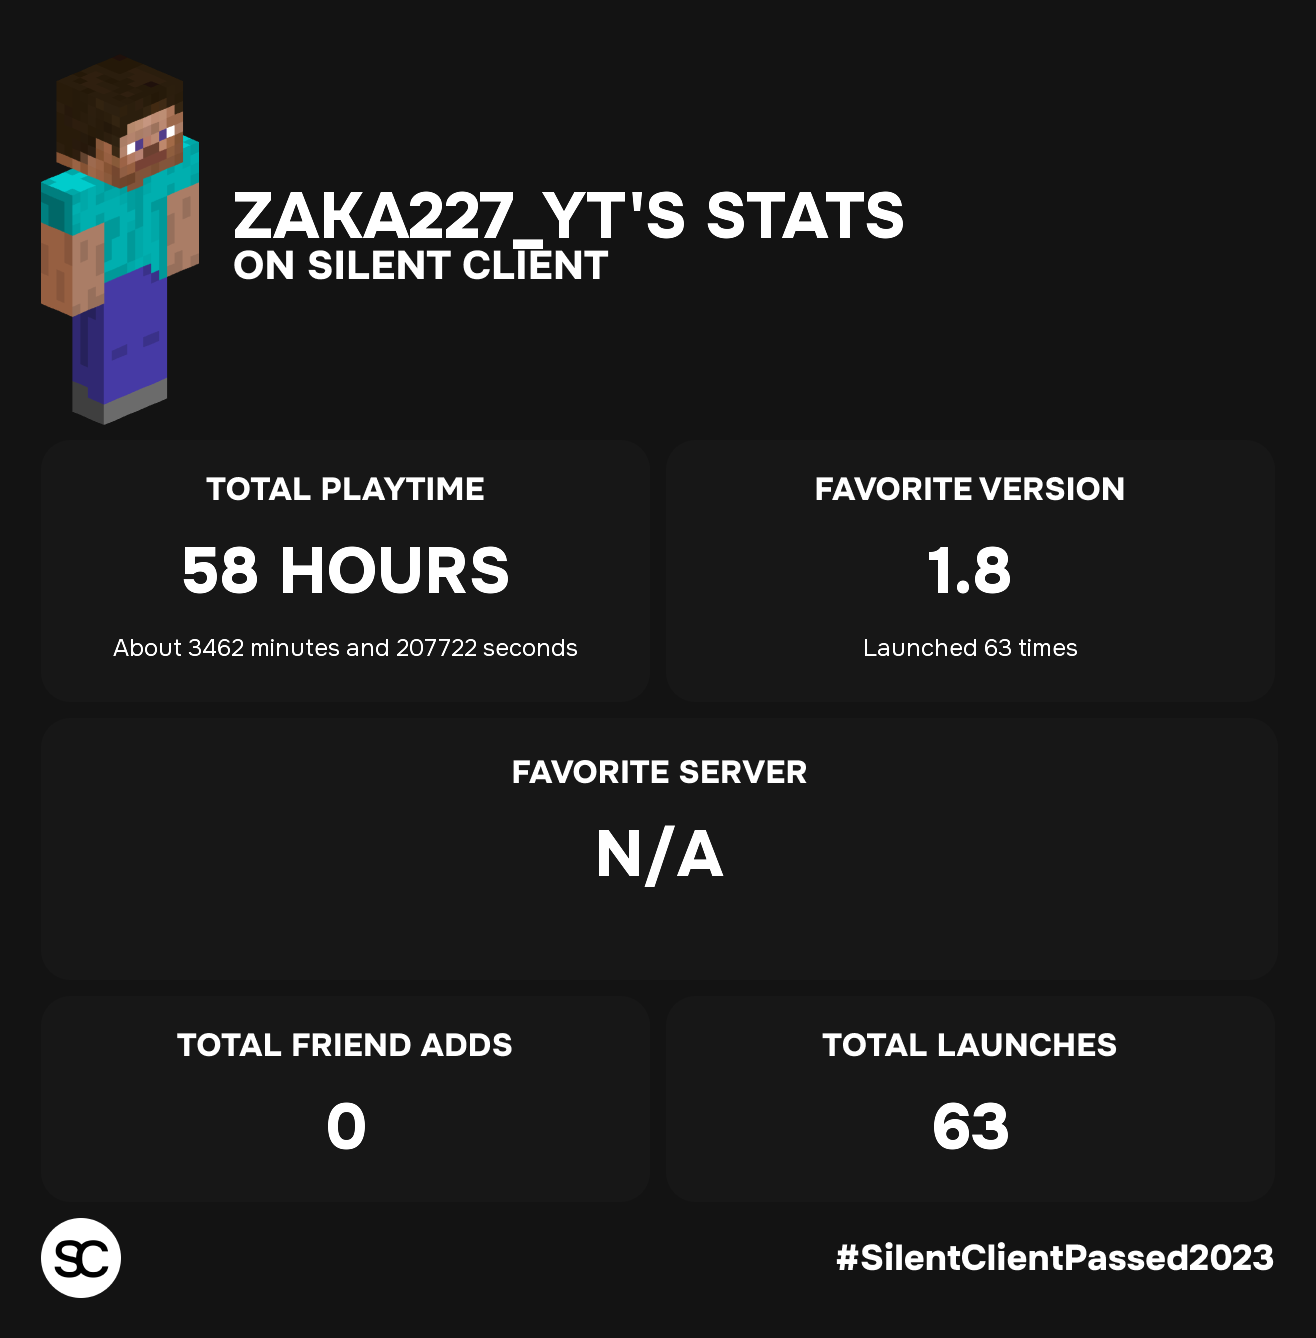 ZAKA227_YT'S STATS
ON SILENT CLIENT
TOTAL PLAYTIME
58 HOURS
About 3462 minutes and 207722 seconds
FAVORITE VERSION
1.8
Launched 63 times
FAVORITE SERVER
N/A
TOTAL FRIEND ADDS
0
TOTAL LAUNCHES
63
SC
#SilentClientPassed2023